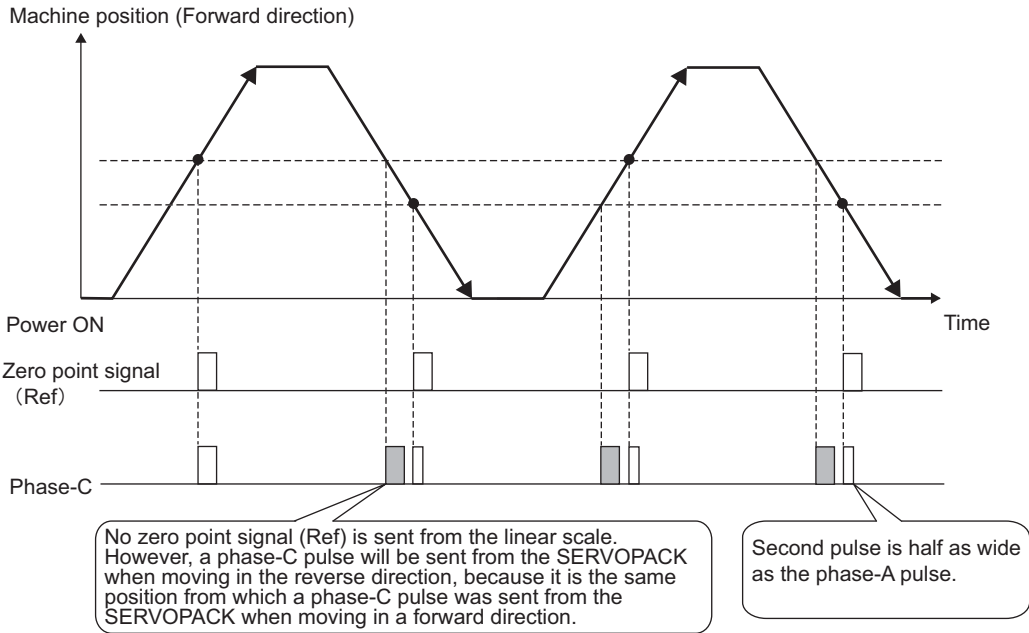 Machine position (Forward direction)
Power ON
Time
Zero point signal
（Ref）
Phase-C
No zero point signal (Ref) is sent from the linear scale.
However, a phase-C pulse will be sent from the SERVOPACK
when moving in the reverse direction, because it is the same
position from which a phase-C pulse was sent from the
SERVOPACK when moving in a forward direction.
Second pulse is half as wide
as the phase-A pulse.